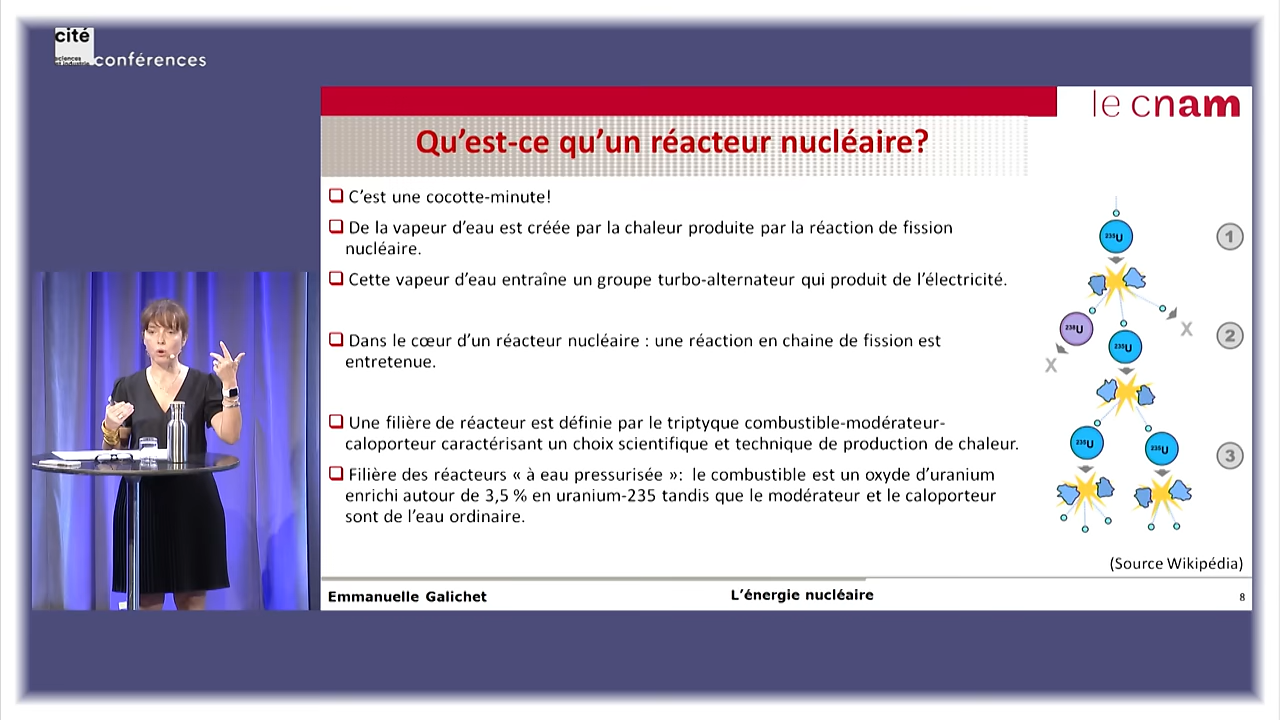 cité
sciences
et industrie
conférences
le cnam
Qu'est-ce qu'un réacteur nucléaire?
C'est une cocotte-minute!
De la vapeur d'eau est créée par la chaleur produite par la réaction de fission
nucléaire.
Cette vapeur d'eau entraîne un groupe turbo-alternateur qui produit de l'électricité.
Dans le cœur d'un réacteur nucléaire : une réaction en chaine de fission est
entretenue.
Une filière de réacteur est définie par le triptyque combustible-modérateur-
caloporteur caractérisant un choix scientifique et technique de production de chaleur.
Filière des réacteurs « à eau pressurisée »: le combustible est un oxyde d'uranium
enrichi autour de 3,5 % en uranium-235 tandis que le modérateur et le caloporteur
sont de l'eau ordinaire.
²³⁵U
1
²³⁸U
²³⁵U
X
X
2
²³⁵U
²³⁵U
3
(Source Wikipédia)
Emmanuelle Galichet
L'énergie nucléaire
8